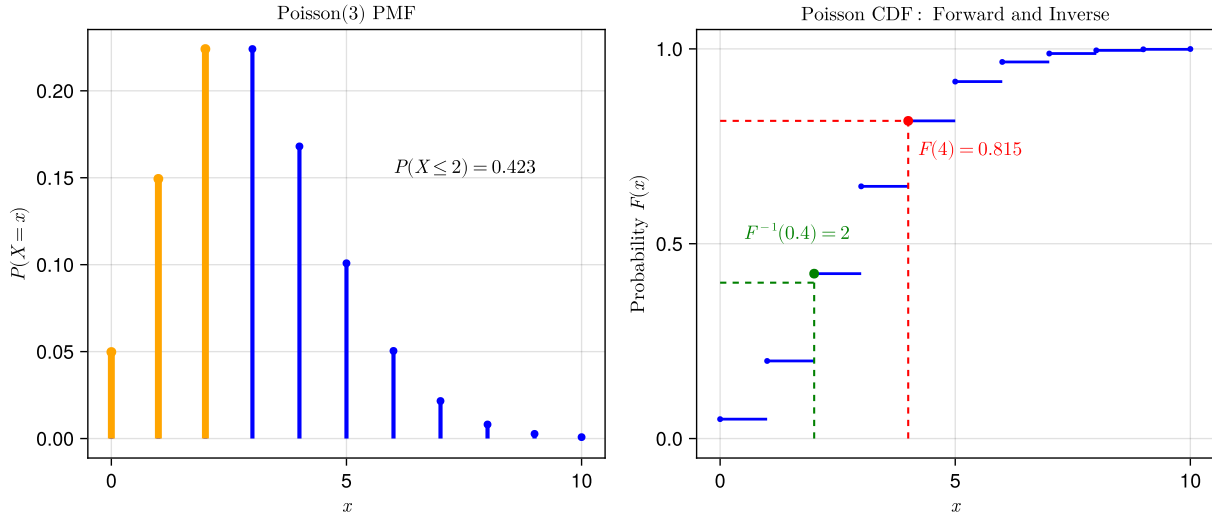 Poisson(3) PMF
P(X = x)
0.20
0.15
0.10
0.05
0.00
P(X ≤ 2) = 0.423
0
5
10
x
Poisson CDF : Forward and Inverse
Probability F(x)
1.0
0.5
0.0
F(4) = 0.815
F⁻¹(0.4) = 2
0
5
10
x